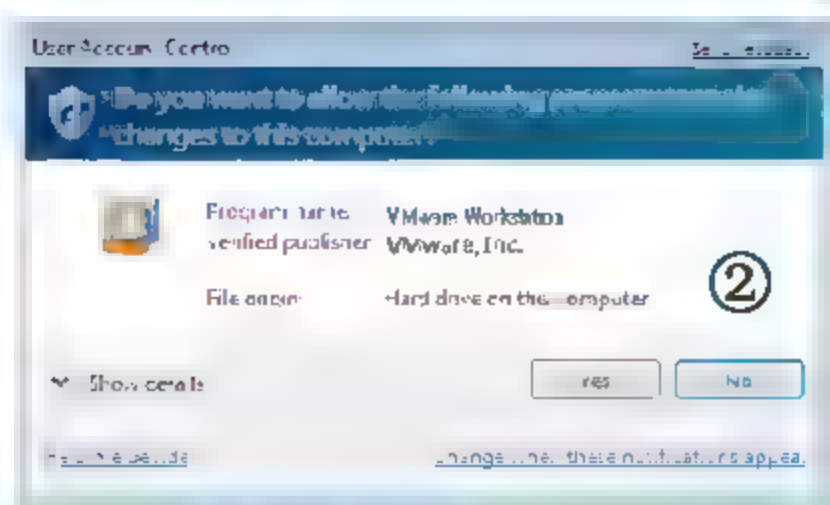 User Account Control
Do you want to allow the following program to make
changes to this computer?
Program name: VMware Workstation
Verified publisher: VMware, Inc.
File origin: Hard drive on this computer
②
Show details
Yes No
Change when these notifications appear